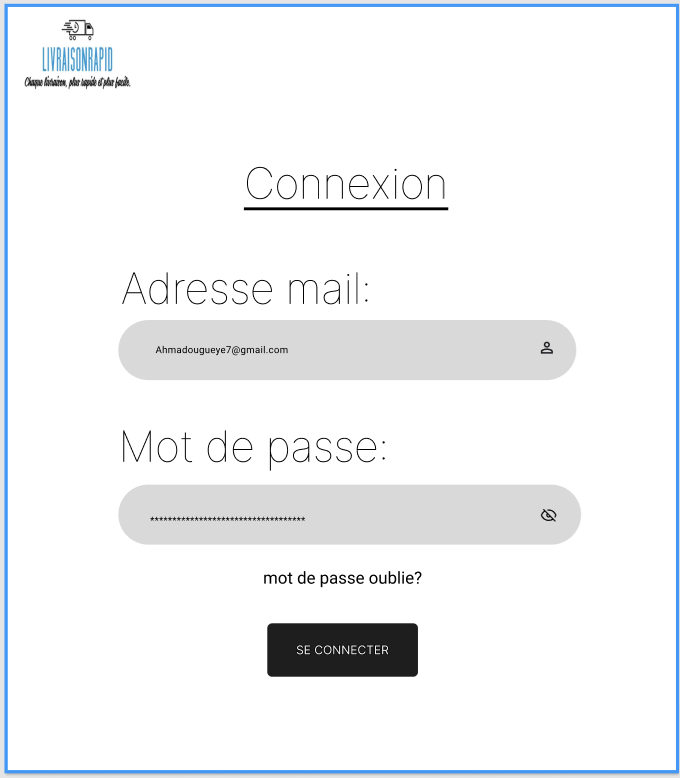 LIVRAISONRAPID
Chaque livraison, plus rapide et plus facile.
Connexion
Adresse mail:
Ahmadougueye7@gmail.com
Mot de passe:
***********************************
mot de passe oublie?
SE CONNECTER